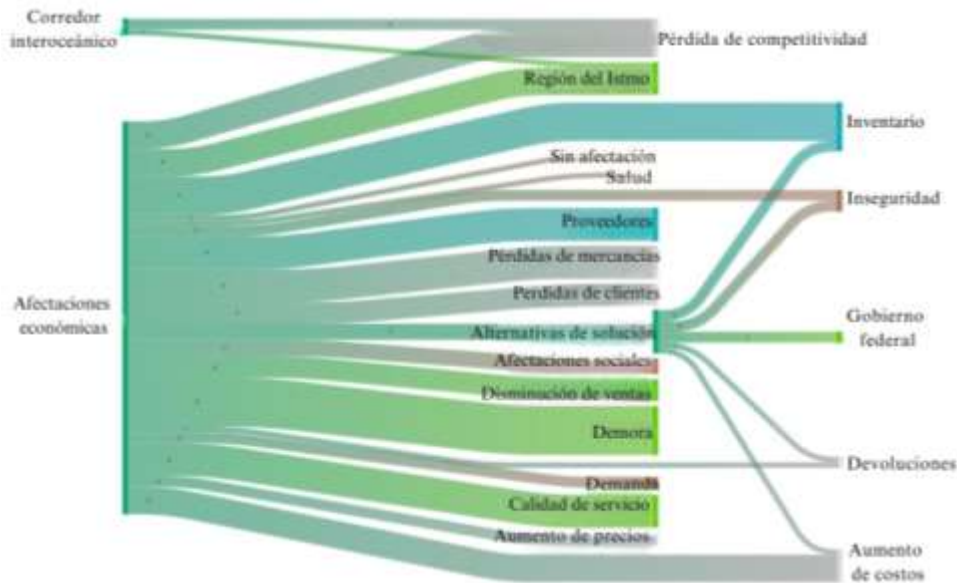 Corredor
interoceánico
Pérdida de competitividad
Región del Istmo
Inventario
Sin afectación
Salud
Inseguridad
Proveedores
Pérdidas de mercancías
Perdidas de clientes
Afectaciones
económicas
Alternativas de solución
Gobierno
federal
Afectaciones sociales
Disminución de ventas
Demora
Devoluciones
Demanda
Calidad de servicio
Aumento de precios
Aumento
de costos